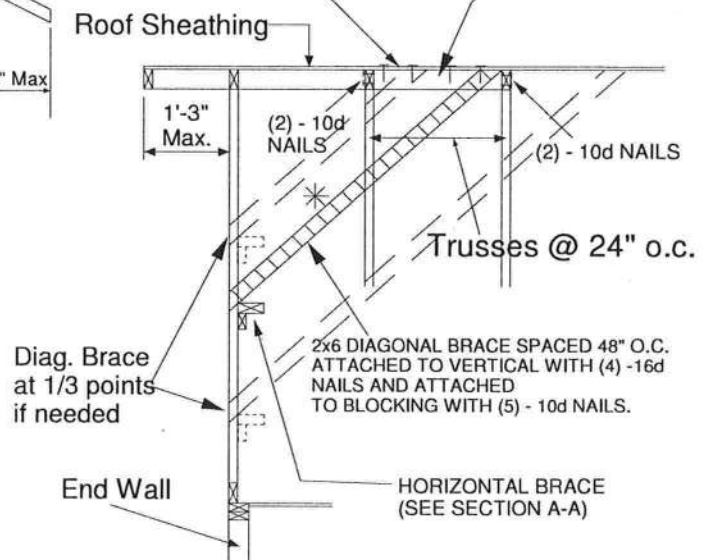 Roof Sheathing
" Max
1'-3"
Max.
(2) - 10d
NAILS
(2) - 10d NAILS
Trusses @ 24" o.c.
Diag. Brace
at 1/3 points
if needed
2x6 DIAGONAL BRACE SPACED 48" O.C.
ATTACHED TO VERTICAL WITH (4) -16d
NAILS AND ATTACHED
TO BLOCKING WITH (5) - 10d NAILS.
End Wall
HORIZONTAL BRACE
(SEE SECTION A-A)